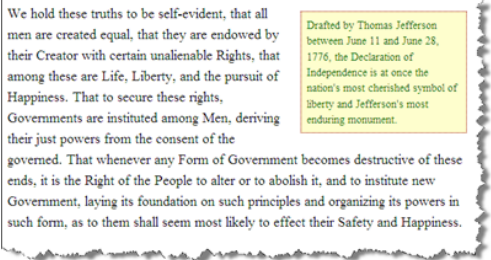 We hold these truths to be self-evident, that all
men are created equal, that they are endowed by
their Creator with certain unalienable Rights, that
among these are Life, Liberty, and the pursuit of
Happiness. That to secure these rights,
Governments are instituted among Men, deriving
their just powers from the consent of the
governed. That whenever any Form of Government becomes destructive of these
ends, it is the Right of the People to alter or to abolish it, and to institute new
Government, laying its foundation on such principles and organizing its powers in
such form, as to them shall seem most likely to effect their Safety and Happiness.
Drafted by Thomas Jefferson
between June 11 and June 28,
1776, the Declaration of
Independence is at once the
nation's most cherished symbol of
liberty and Jefferson's most
enduring monument.